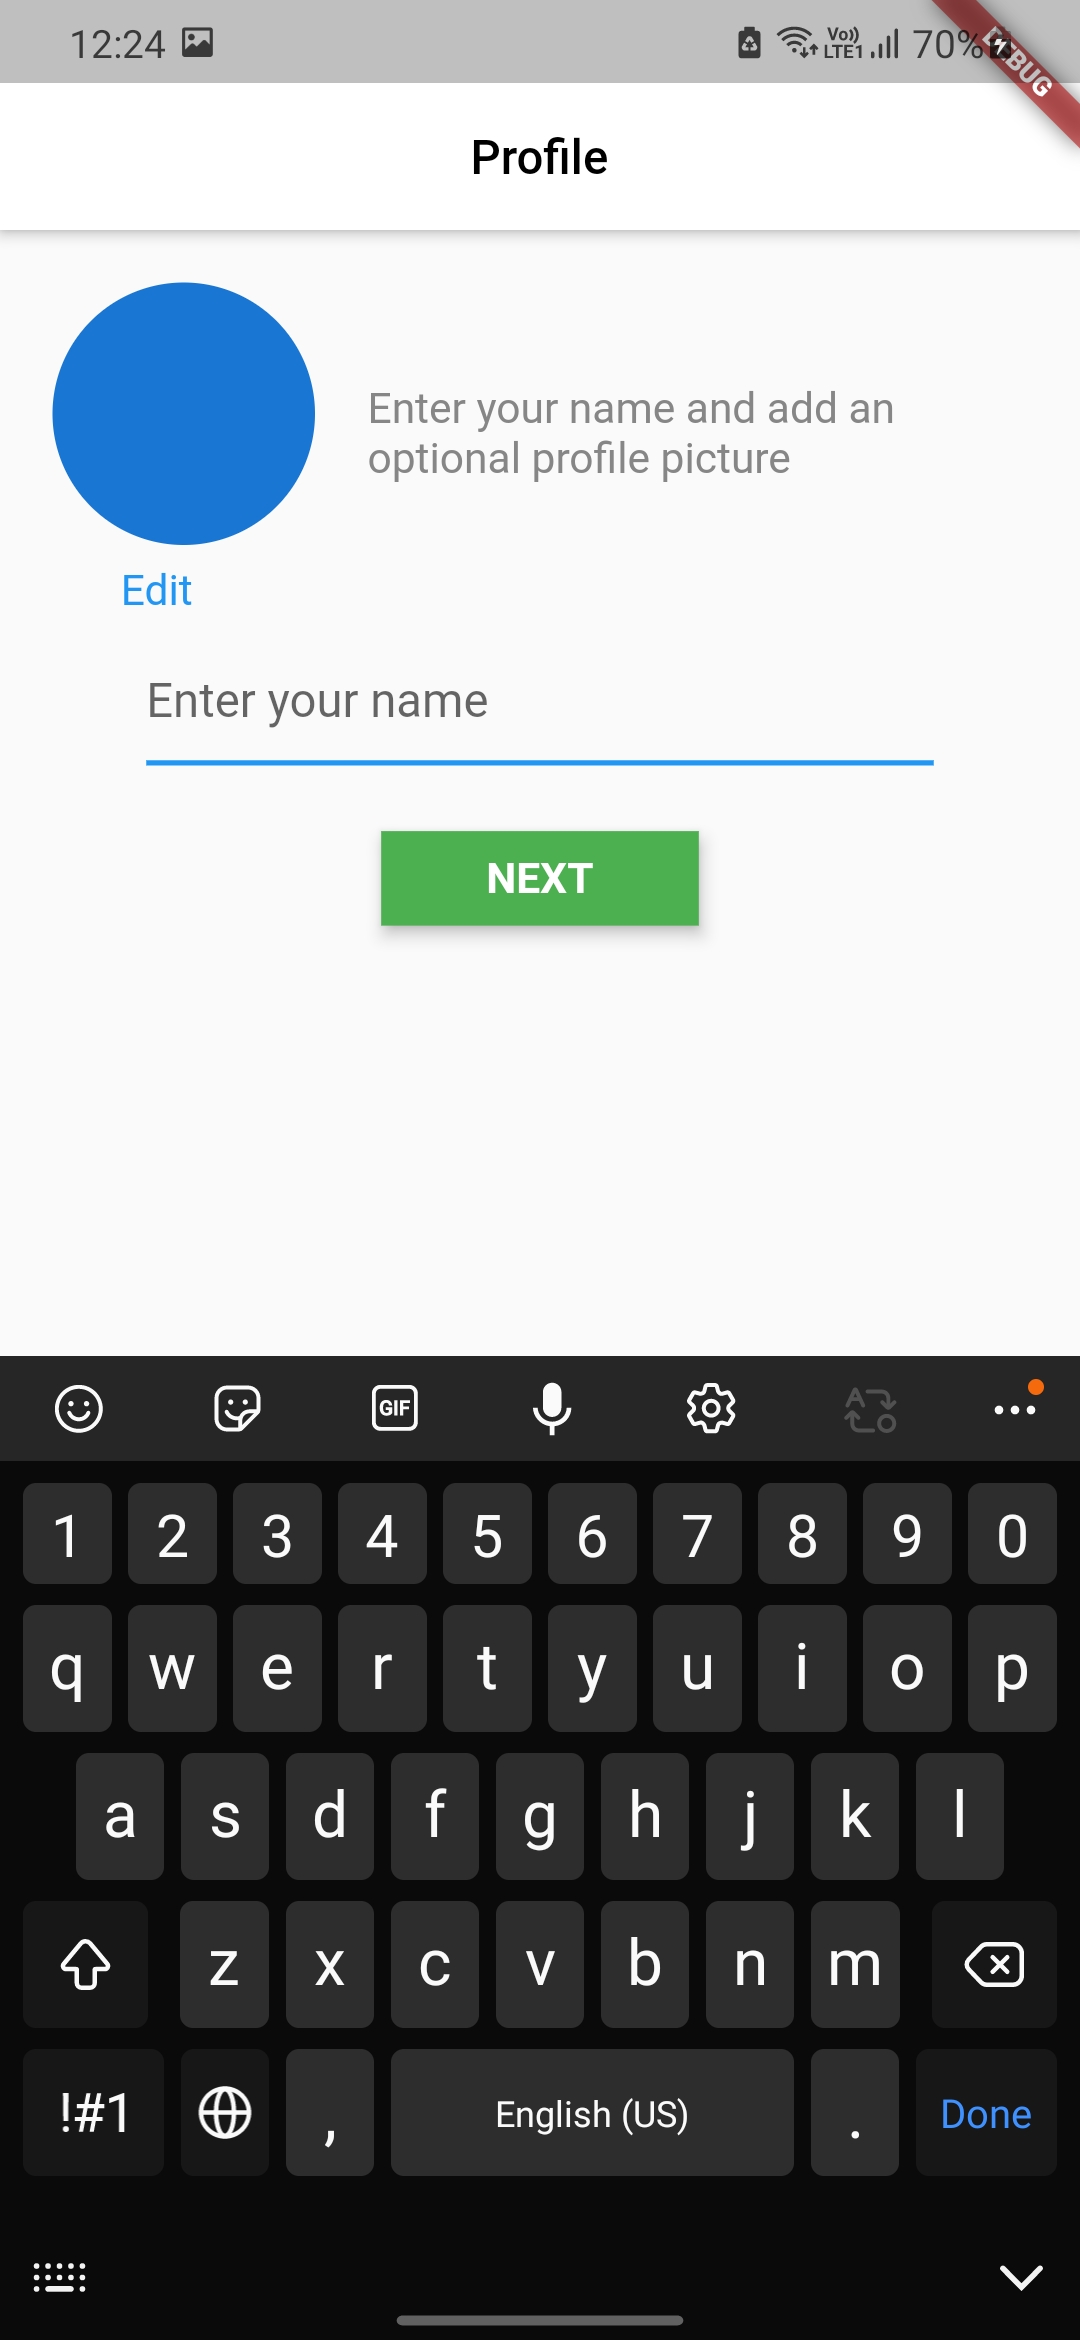 12:24
Vo))
LTE1
70%
DEBUG
Profile
Enter your name and add an
optional profile picture
Edit
Enter your name
NEXT
GIF
A
1 2 3 4 5 6 7 8 9 0
q w e r t y u i o p
a s d f g h j k l
z x c v b n m
!#1 , English (US) . Done